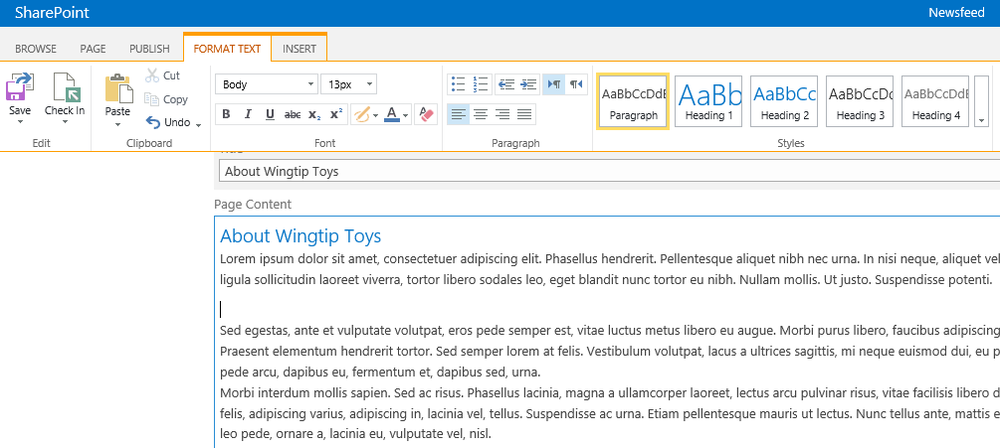 SharePoint
Newsfeed
BROWSE PAGE PUBLISH FORMAT TEXT INSERT
Save
Check In
Edit
Paste
Cut
Copy
Undo
Clipboard
Body 13px
B I U abc x₂ x² A
Font
Paragraph
AaBbCcDdE
Paragraph
AaBb
Heading 1
AaBbCc
Heading 2
AaBbCcDc
Heading 3
AaBbCcDdE
Heading 4
Styles
About Wingtip Toys
Page Content
About Wingtip Toys
Lorem ipsum dolor sit amet, consectetuer adipiscing elit. Phasellus hendrerit. Pellentesque aliquet nibh nec urna. In nisi neque, aliquet vel
ligula sollicitudin laoreet viverra, tortor libero sodales leo, eget blandit nunc tortor eu nibh. Nullam mollis. Ut justo. Suspendisse potenti.
Sed egestas, ante et vulputate volutpat, eros pede semper est, vitae luctus metus libero eu augue. Morbi purus libero, faucibus adipiscing
Praesent elementum hendrerit tortor. Sed semper lorem at felis. Vestibulum volutpat, lacus a ultrices sagittis, mi neque euismod dui, eu p
pede arcu, dapibus eu, fermentum et, dapibus sed, urna.
Morbi interdum mollis sapien. Sed ac risus. Phasellus lacinia, magna a ullamcorper laoreet, lectus arcu pulvinar risus, vitae facilisis libero d
felis, adipiscing varius, adipiscing in, lacinia vel, tellus. Suspendisse ac urna. Etiam pellentesque mauris ut lectus. Nunc tellus ante, mattis e
leo pede, ornare a, lacinia eu, vulputate vel, nisl.